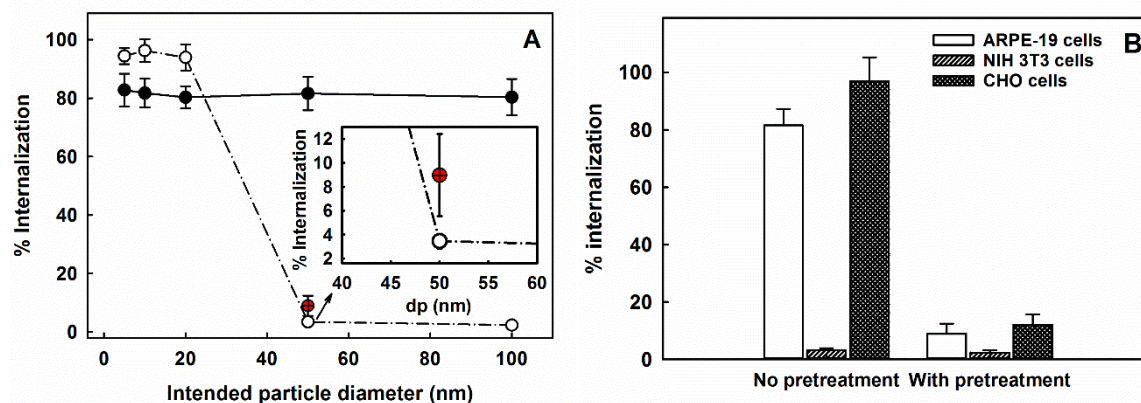 A
% Internalization
100
80
60
40
20
0
0 20 40 60 80 100
Intended particle diameter (nm)
% Internalization
12
10
8
6
4
2
40 45 50 55 60
dp (nm)
B
ARPE-19 cells
NIH 3T3 cells
CHO cells
% internalization
100
80
60
40
20
0
No pretreatment With pretreatment